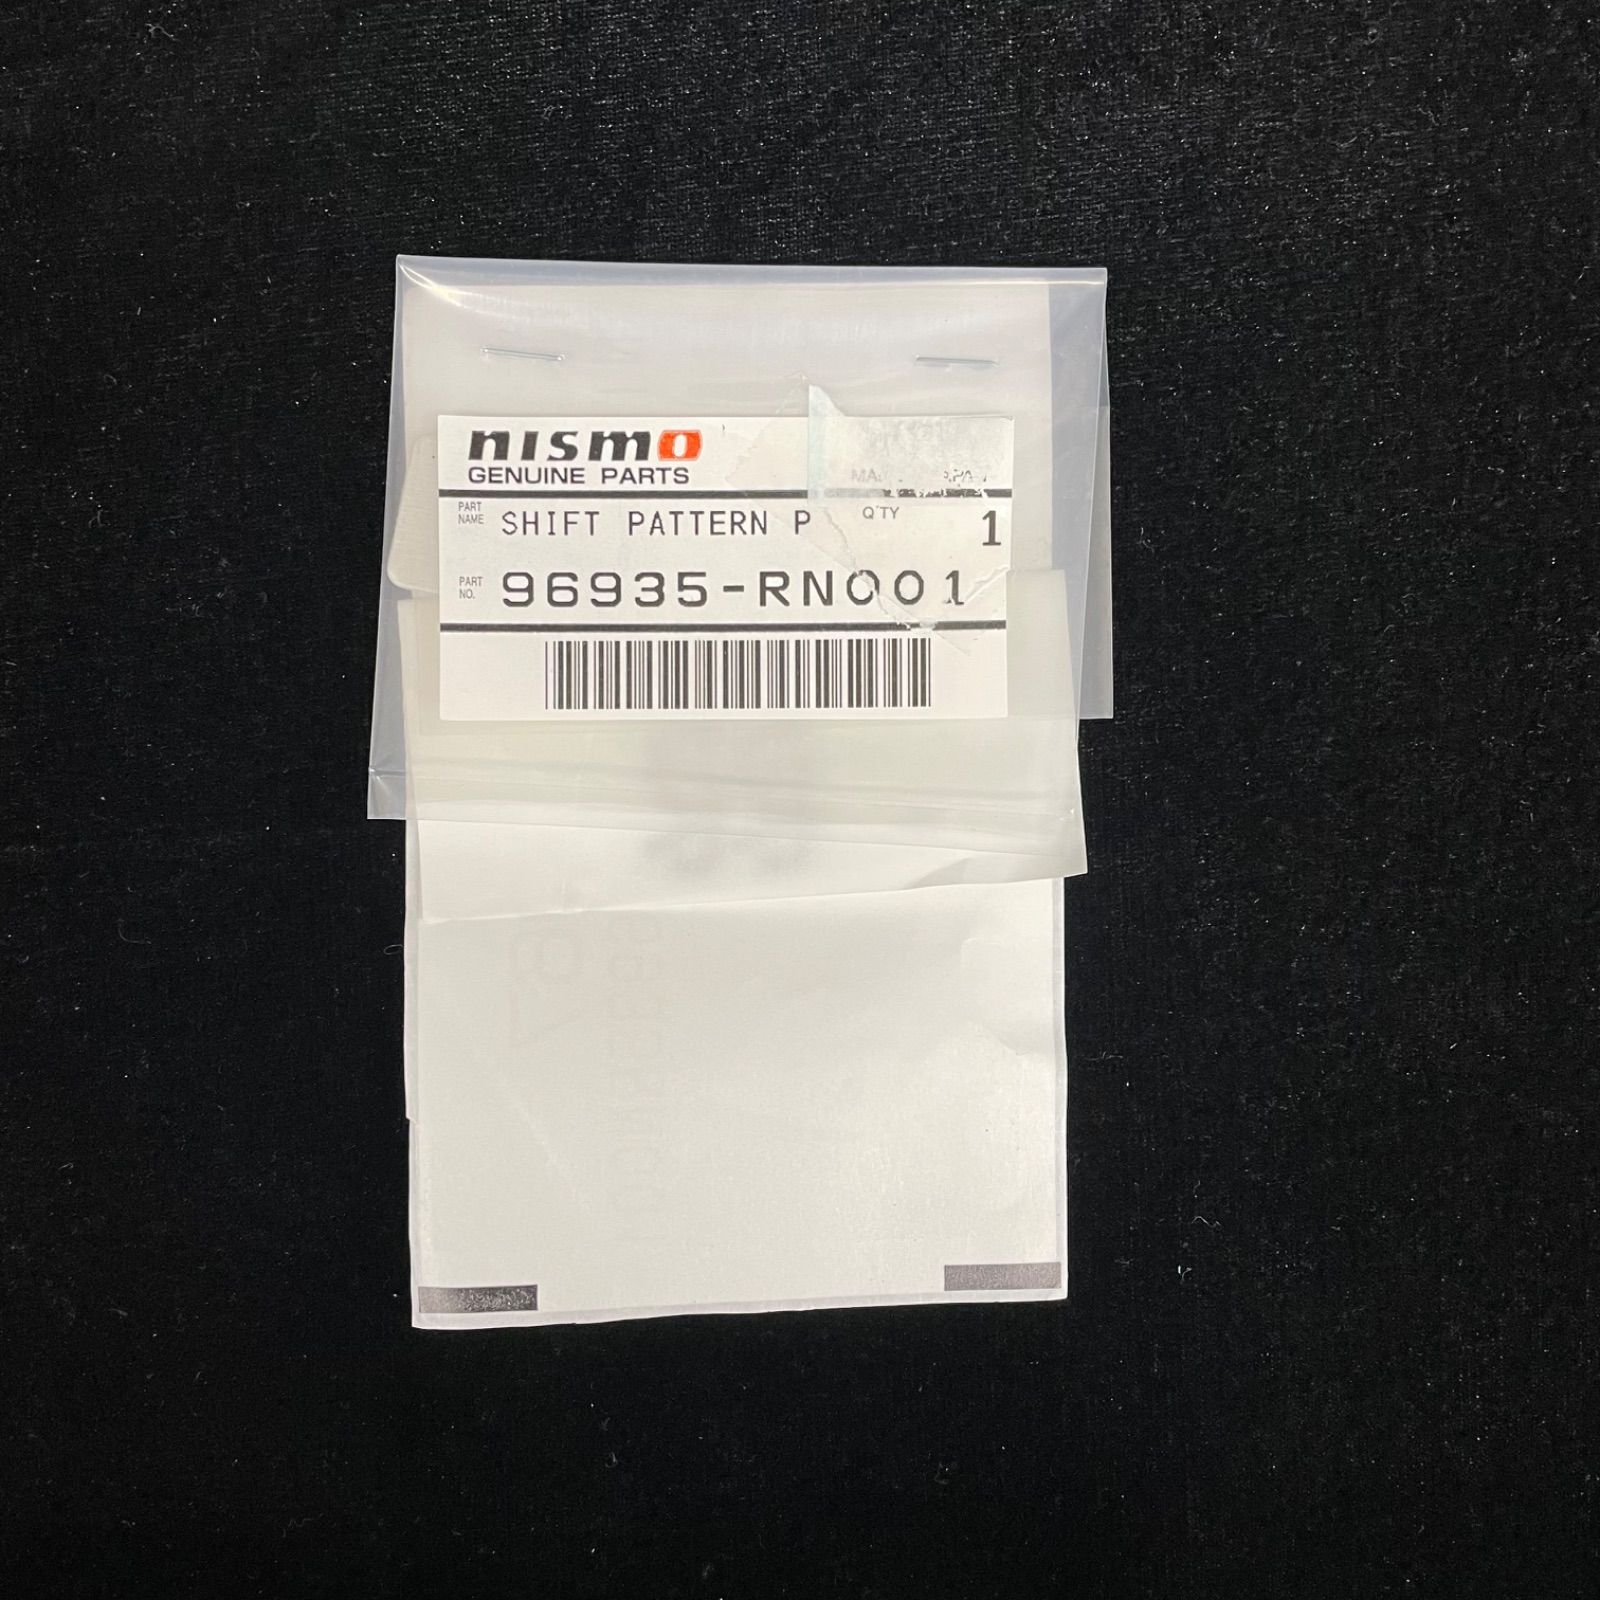 nismo
GENUINE PARTS
PART NAME SHIFT PATTERN P Q'TY 1
PART NO. 96935-RN001